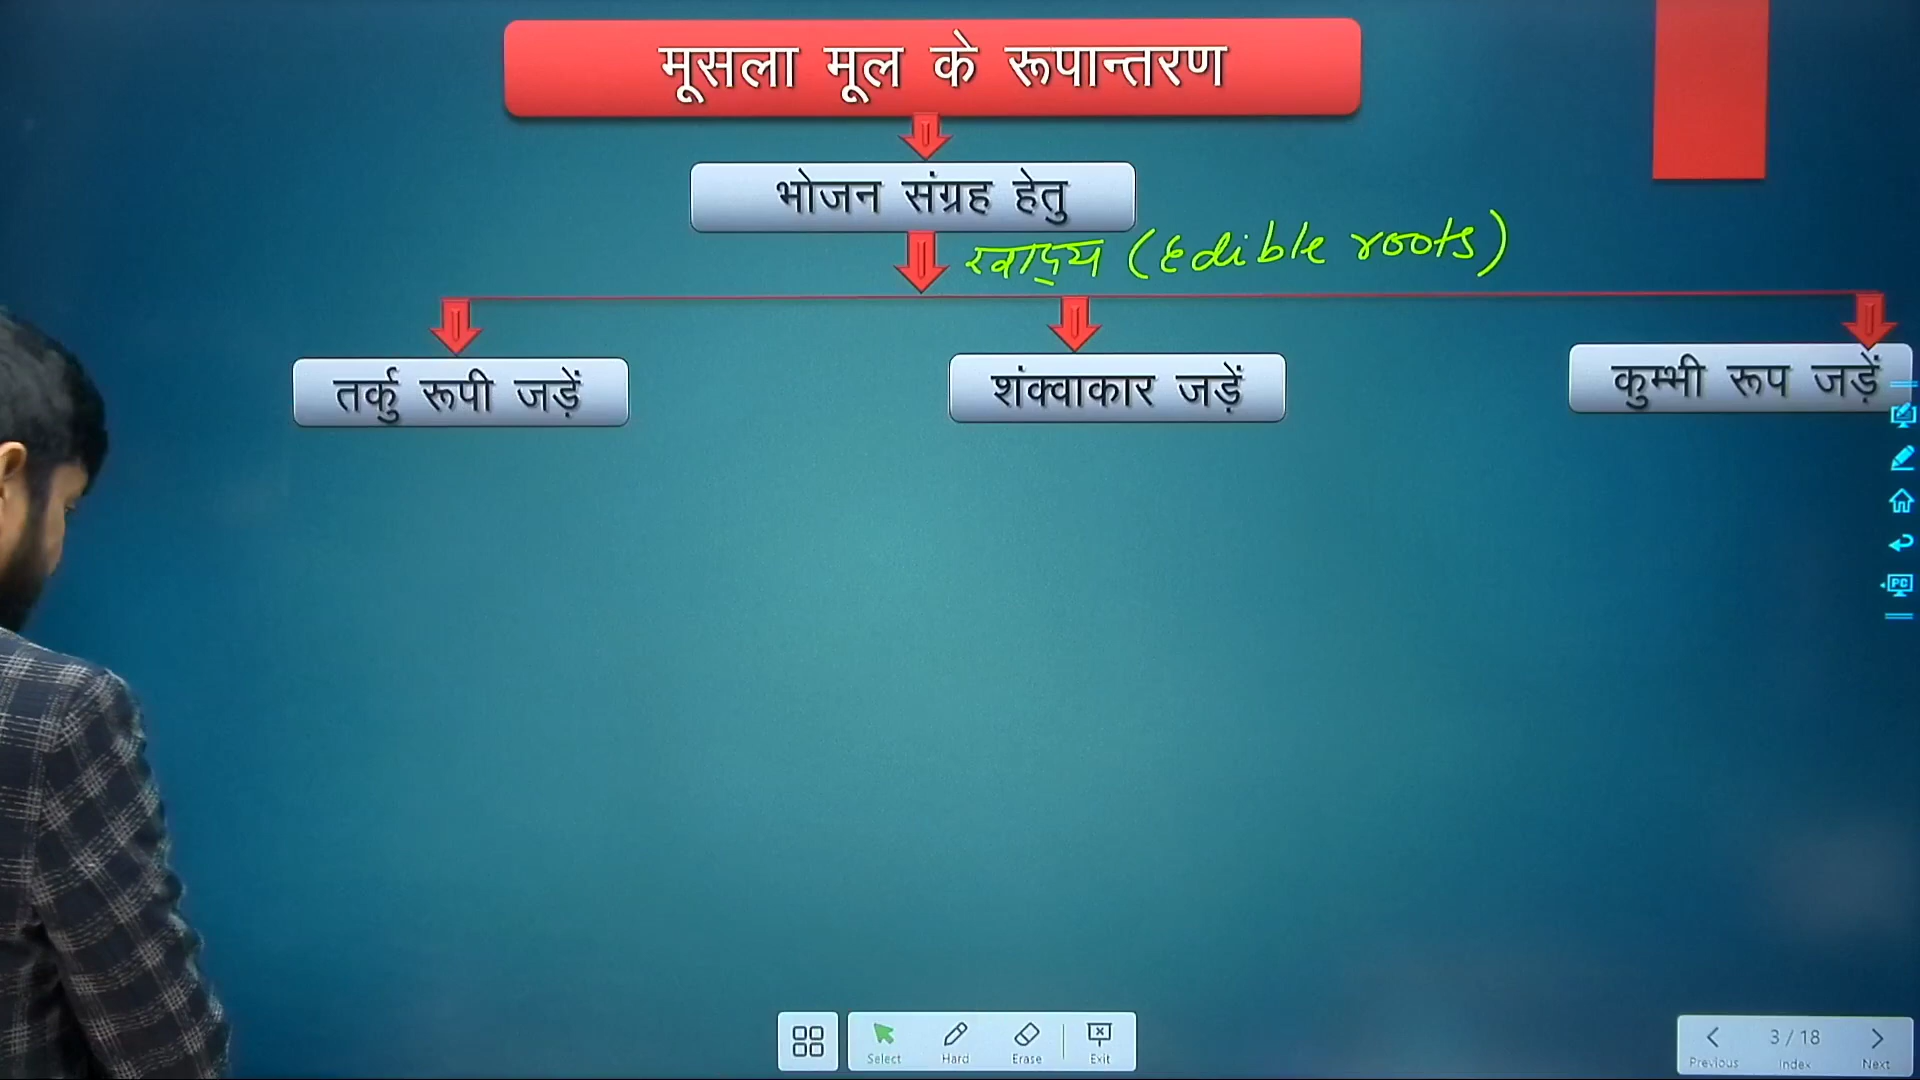 मूसला मूल के रूपान्तरण
भोजन संग्रह हेतु
खाद्य (Edible roots)
तर्कु रूपी जड़ें
शंक्वाकार जड़ें
कुम्भी रूप जड़ें
PC
Select
Hard
Erase
Exit
3 / 18
Previous
Index
Next